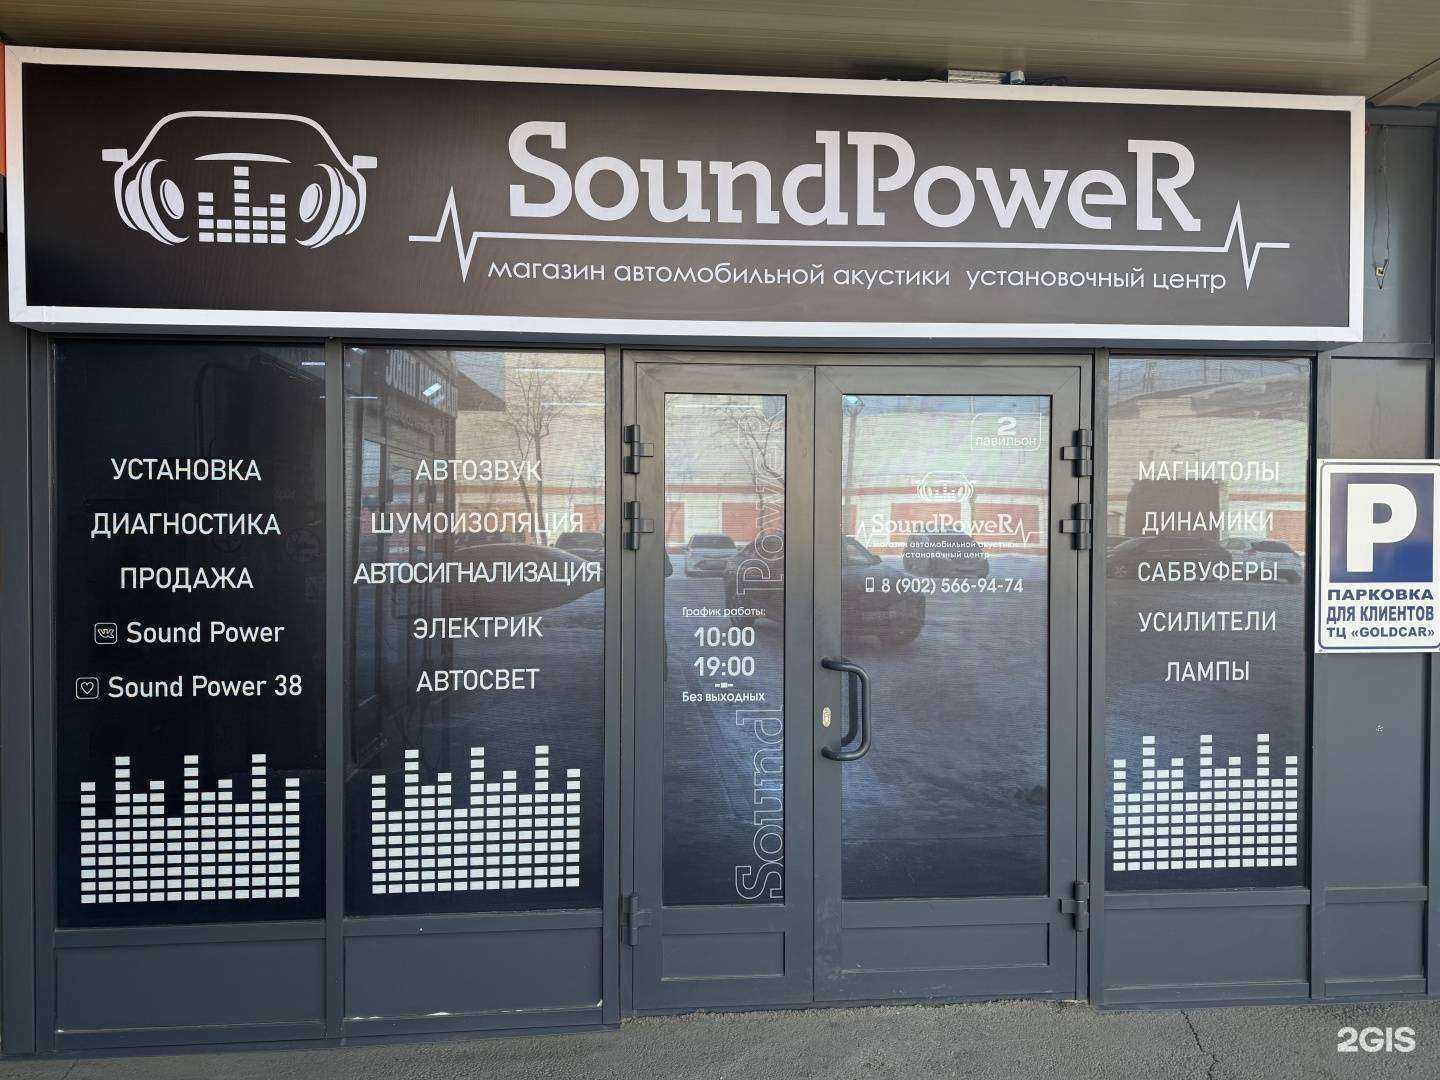 SoundPoweR
магазин автомобильной акустики установочный центр
УСТАНОВКА
ДИАГНОСТИКА
ПРОДАЖА
Sound Power
Sound Power 38
АВТОЗВУК
ШУМОИЗОЛЯЦИЯ
АВТОСИГНАЛИЗАЦИЯ
ЭЛЕКТРИК
АВТОСВЕТ
График работы:
10:00
19:00
Без выходных
Sound PoweR
2
павильон
SoundPoweR
магазин автомобильной акустики
установочный центр
8 (902) 566-94-74
МАГНИТОЛЫ
ДИНАМИКИ
САБВУФЕРЫ
УСИЛИТЕЛИ
ЛАМПЫ
P
ПАРКОВКА
ДЛЯ КЛИЕНТОВ
ТЦ «GOLDCAR»
2GIS